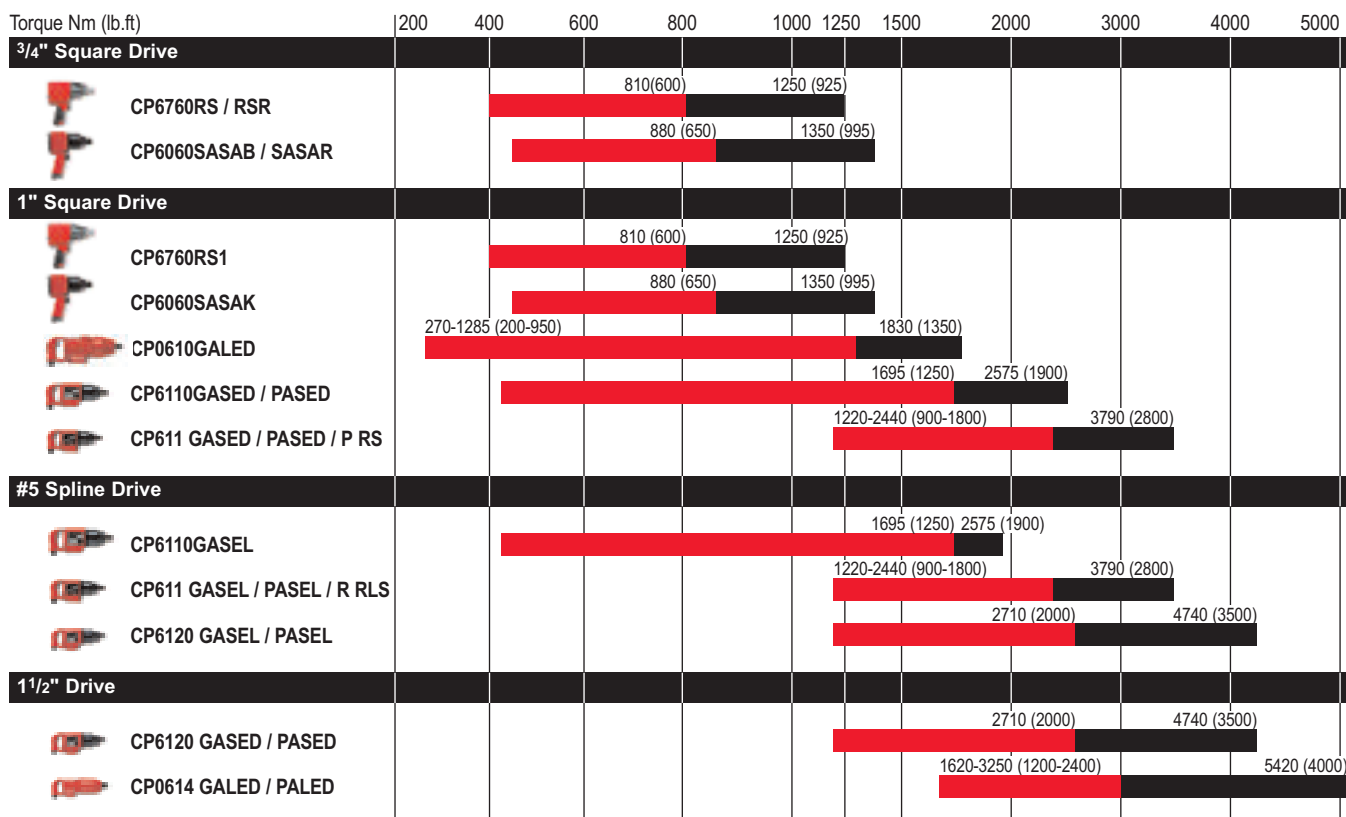 Torque Nm (lb.ft) 200 400 600 800 1000 1250 1500 2000 3000 4000 5000
3/4" Square Drive
810(600) 1250 (925)
CP6760RS / RSR
880 (650) 1350 (995)
CP6060SASAB / SASAR
1" Square Drive
810 (600) 1250 (925)
CP6760RS1
880 (650) 1350 (995)
CP6060SASAK
270-1285 (200-950) 1830 (1350)
CP0610GALED
1695 (1250) 2575 (1900)
CP6110GASED / PASED
1220-2440 (900-1800) 3790 (2800)
CP611 GASED / PASED / P RS
#5 Spline Drive
1695 (1250) 2575 (1900)
CP6110GASEL
1220-2440 (900-1800) 3790 (2800)
CP611 GASEL / PASEL / R RLS
2710 (2000) 4740 (3500)
CP6120 GASEL / PASEL
1 1/2" Drive
2710 (2000) 4740 (3500)
CP6120 GASED / PASED
1620-3250 (1200-2400) 5420 (4000)
CP0614 GALED / PALED